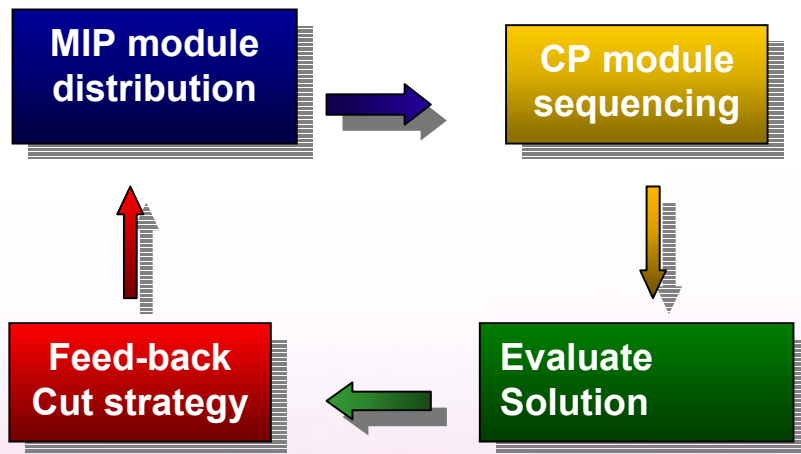 MIP module
distribution
CP module
sequencing
Feed-back
Cut strategy
Evaluate
Solution